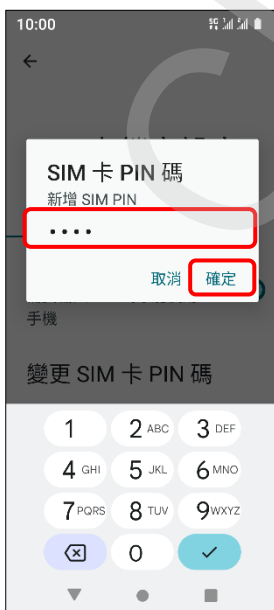 10:00
SIM 卡 PIN 碼
新增 SIM PIN
••••
取消 確定
手機
變更 SIM 卡 PIN 碼
1 2 ABC 3 DEF
4 GHI 5 JKL 6 MNO
7 PQRS 8 TUV 9 WXYZ
0